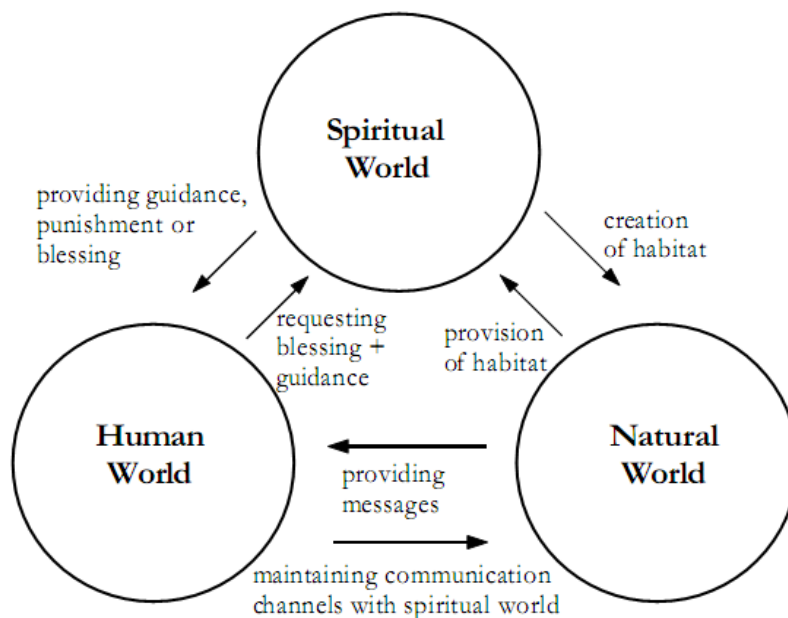 Spiritual
World
providing guidance,
punishment or
blessing
creation
of habitat
requesting
blessing +
guidance
provision
of habitat
Human
World
Natural
World
providing
messages
maintaining communication
channels with spiritual world